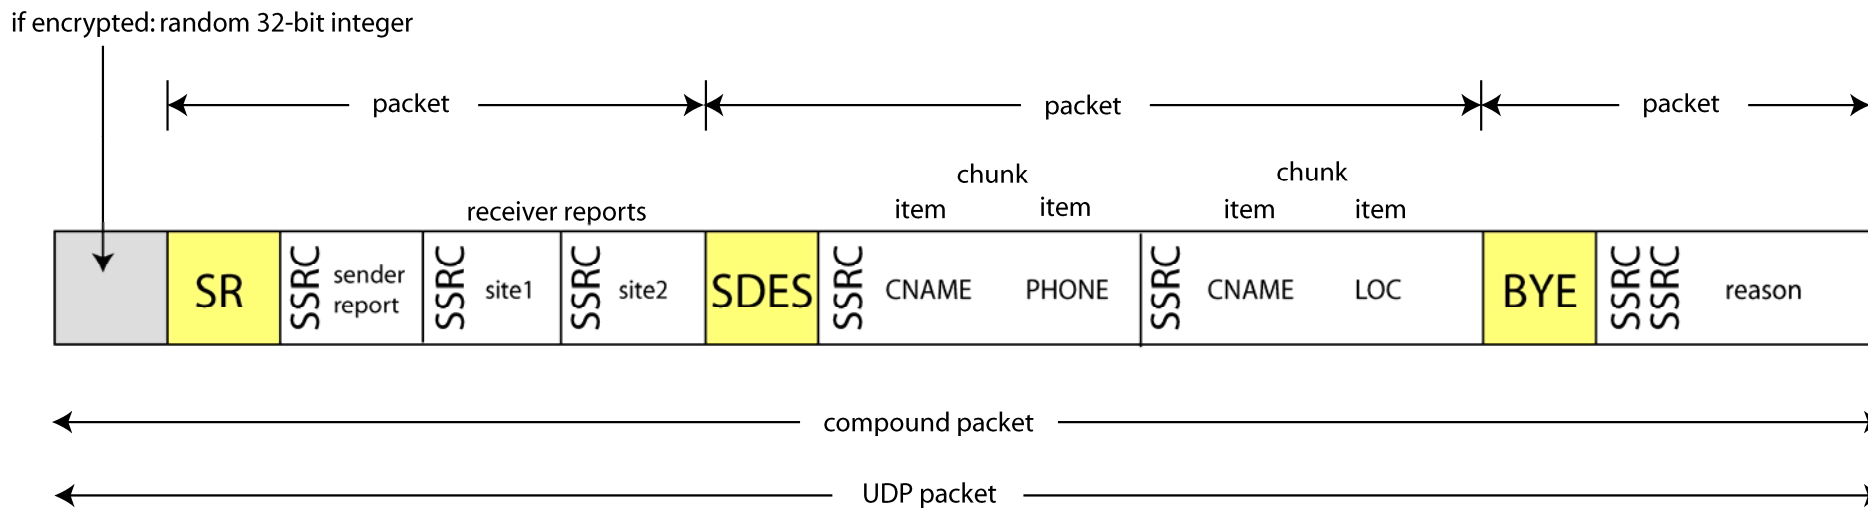 if encrypted: random 32-bit integer
packet packet packet
chunk chunk
receiver reports item item item item
SR SSRC sender report SSRC site1 SSRC site2 SDES SSRC CNAME PHONE SSRC CNAME LOC BYE SSRC SSRC reason
compound packet
UDP packet